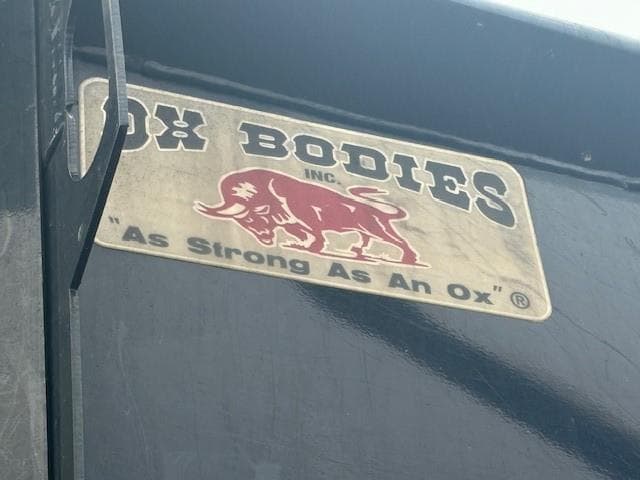 OX BODIES
INC.
"As Strong As An Ox" ®